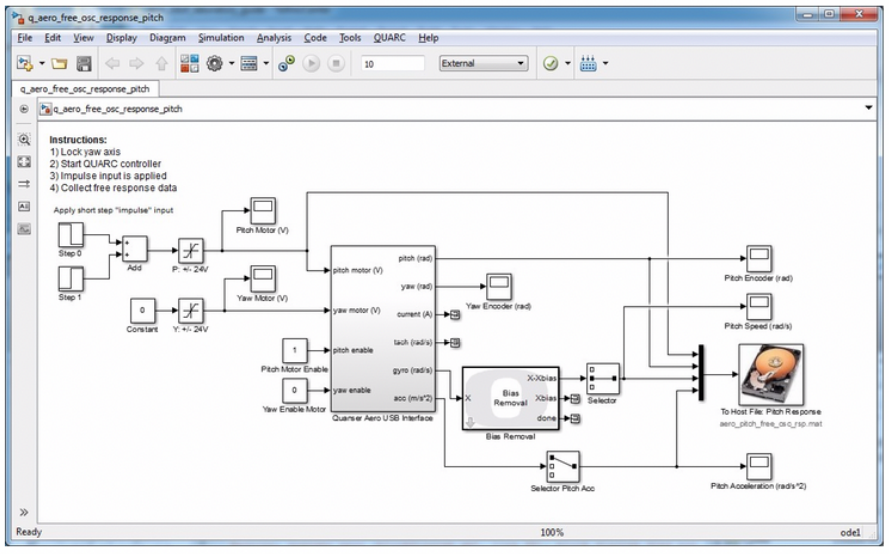 q_aero_free_osc_response_pitch
File Edit View Display Diagram Simulation Analysis Code Tools QUARC Help
10
External
q_aero_free_osc_response_pitch
q_aero_free_osc_response_pitch
Instructions:
1) Lock yaw axis
2) Start QUARC controller
3) Impulse input is applied
4) Collect free response data
Apply short step "impulse" input
Pitch Motor (V)
Step 0
Add
P: +/- 24V
Step 1
Yaw Motor (V)
0
Constant
Y: +/- 24V
1
Pitch Motor Enable
0
Yaw Enable Motor
pitch motor (V)
yaw motor (V)
pitch enable
yaw enable
pitch (rad)
yaw (rad)
current (A)
tach (rad/s)
gyro (rad/s)
acc (m/s^2)
Quanser Aero USB Interface
Yaw Encoder (rad)
X
Bias
Removal
X-Xbias
Xbias
done
Bias Removal
Selector
Selector Pitch Acc
Pitch Encoder (rad)
Pitch Speed (rad/s)
To Host File: Pitch Response
aero_pitch_free_osc_rsp.mat
Pitch Acceleration (rad/s^2)
Ready
100%
ode1